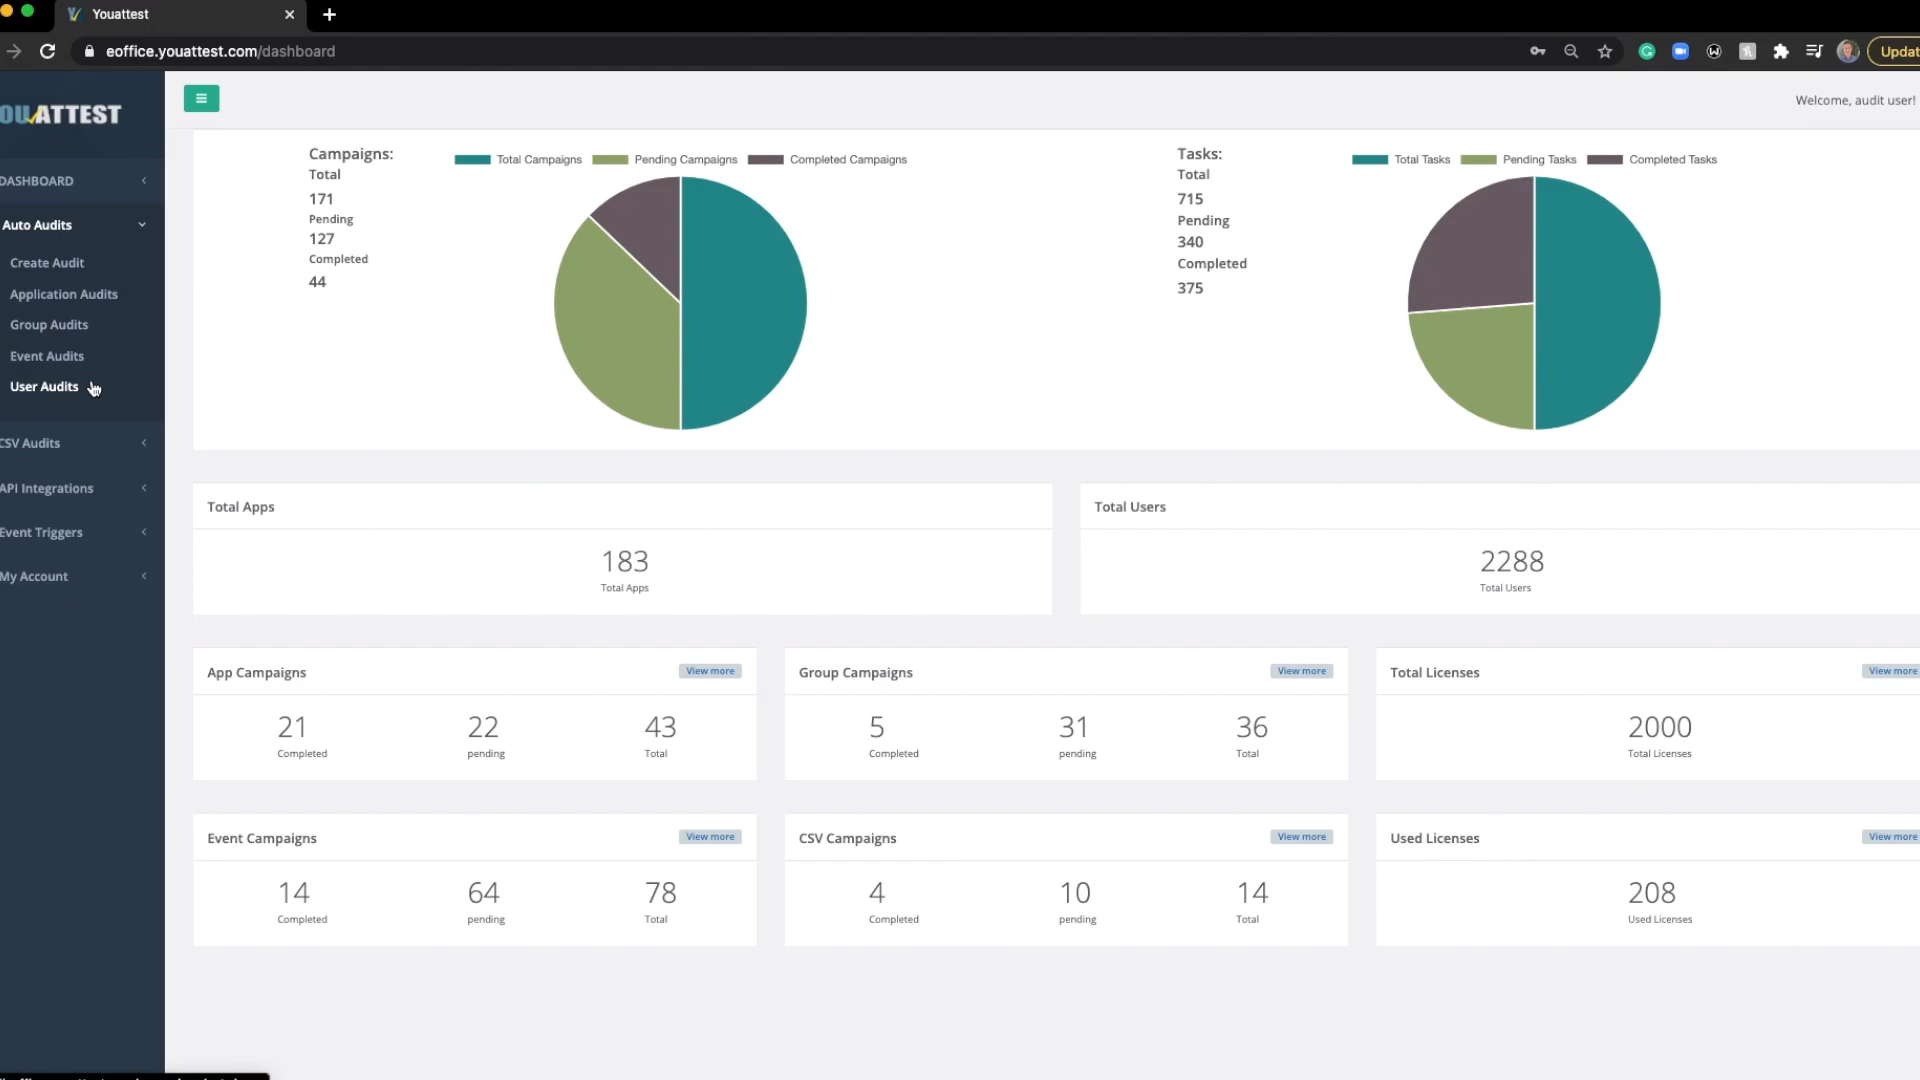 Youattest
eoffice.youattest.com/dashboard
Updat
OUATTEST
Welcome, audit user!
DASHBOARD
Auto Audits
Create Audit
Application Audits
Group Audits
Event Audits
User Audits
CSV Audits
API Integrations
Event Triggers
My Account
Campaigns:
Total
171
Pending
127
Completed
44
Total Campaigns Pending Campaigns Completed Campaigns
Tasks:
Total
715
Pending
340
Completed
375
Total Tasks Pending Tasks Completed Tasks
Total Apps
183
Total Apps
Total Users
2288
Total Users
App Campaigns View more
21 22 43
Completed pending Total
Group Campaigns View more
5 31 36
Completed pending Total
Total Licenses View more
2000
Total Licenses
Event Campaigns View more
14 64 78
Completed pending Total
CSV Campaigns View more
4 10 14
Completed pending Total
Used Licenses View more
208
Used Licenses